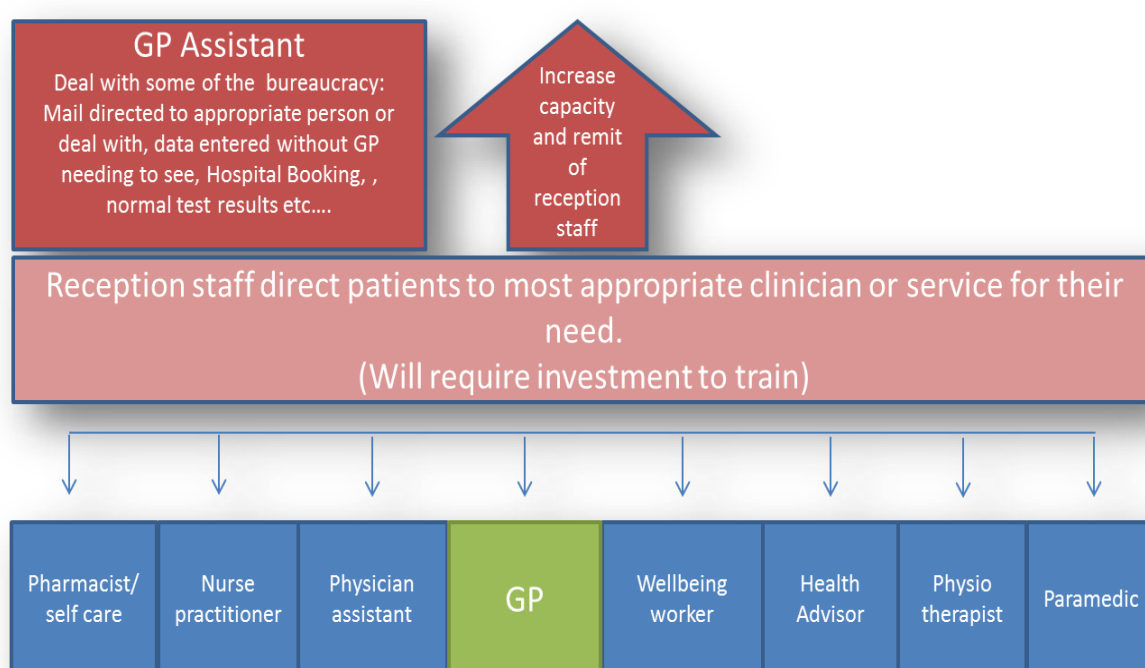 GP Assistant
Deal with some of the  bureaucracy:
Mail directed to appropriate person or
deal with, data entered without GP
needing to see, Hospital Booking, ,
normal test results etc....
Increase
capacity
and remit
of
reception
staff
Reception staff direct patients to most appropriate clinician or service for their
need.
(Will require investment to train)
Pharmacist/
self care
Nurse
practitioner
Physician
assistant
GP
Wellbeing
worker
Health
Advisor
Physio
therapist
Paramedic